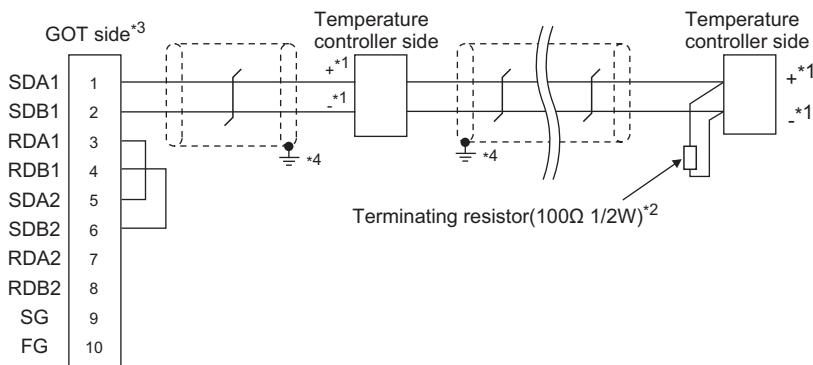 GOT side*3
Temperature
controller side
Temperature
controller side
SDA1 1
SDB1 2
RDA1 3
RDB1 4
SDA2 5
SDB2 6
RDA2 7
RDB2 8
SG 9
FG 10
+*1
-*1
+*1
-*1
*4
*4
Terminating resistor(100Ω 1/2W)*2